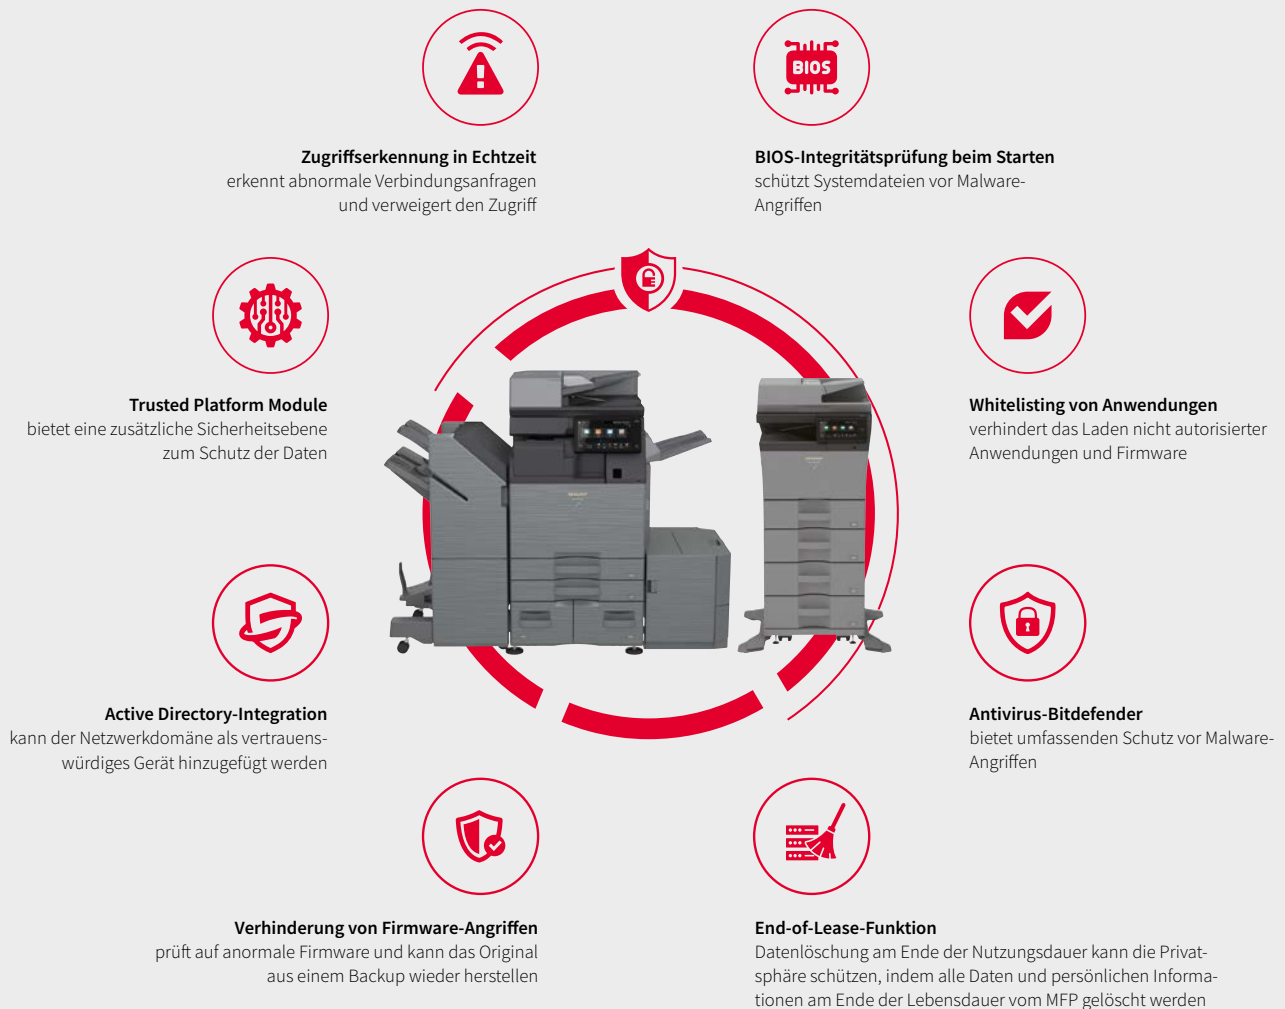 BIOS
Zugriffserkennung in Echtzeit
erkennt abnormale Verbindungsanfragen
und verweigert den Zugriff
BIOS-Integritätsprüfung beim Starten
schützt Systemdateien vor Malware-
Angriffen
Trusted Platform Module
bietet eine zusätzliche Sicherheitsebene
zum Schutz der Daten
Whitelisting von Anwendungen
verhindert das Laden nicht autorisierter
Anwendungen und Firmware
Active Directory-Integration
kann der Netzwerkdomäne als vertrauens-
würdiges Gerät hinzugefügt werden
Antivirus-Bitdefender
bietet umfassenden Schutz vor Malware-
Angriffen
Verhinderung von Firmware-Angriffen
prüft auf anormale Firmware und kann das Original
aus einem Backup wieder herstellen
End-of-Lease-Funktion
Datenlöschung am Ende der Nutzungsdauer kann die Privat-
sphäre schützen, indem alle Daten und persönlichen Informa-
tionen am Ende der Lebensdauer vom MFP gelöscht werden